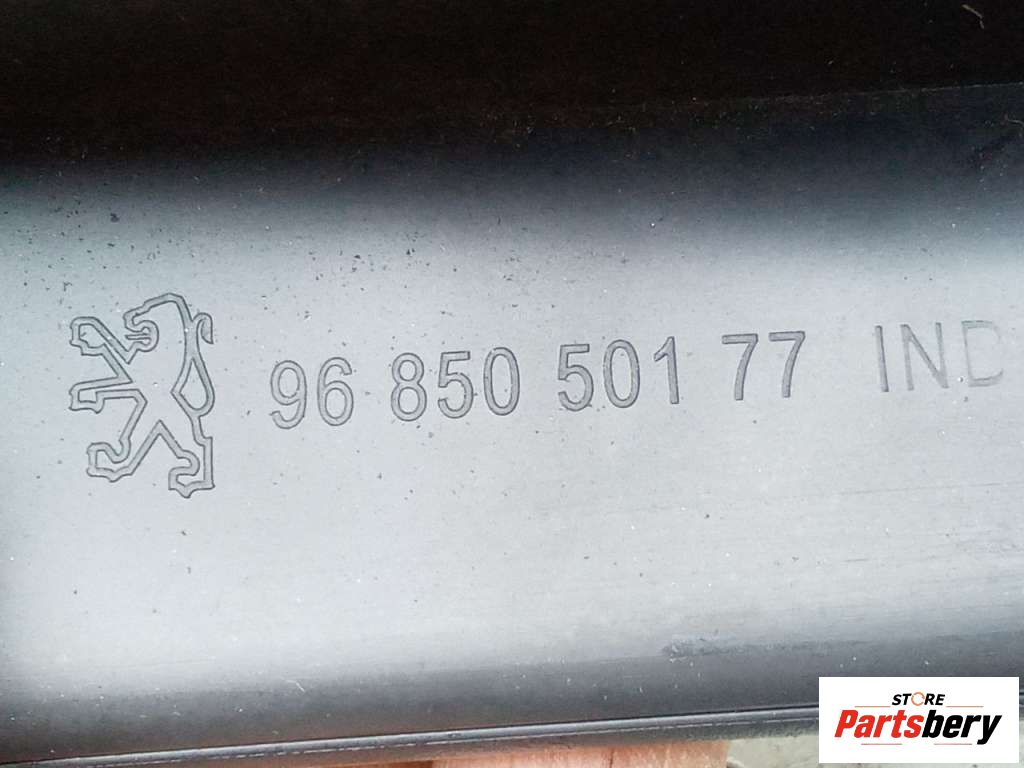 96 850 501 77 IND
STORE
Partsbery